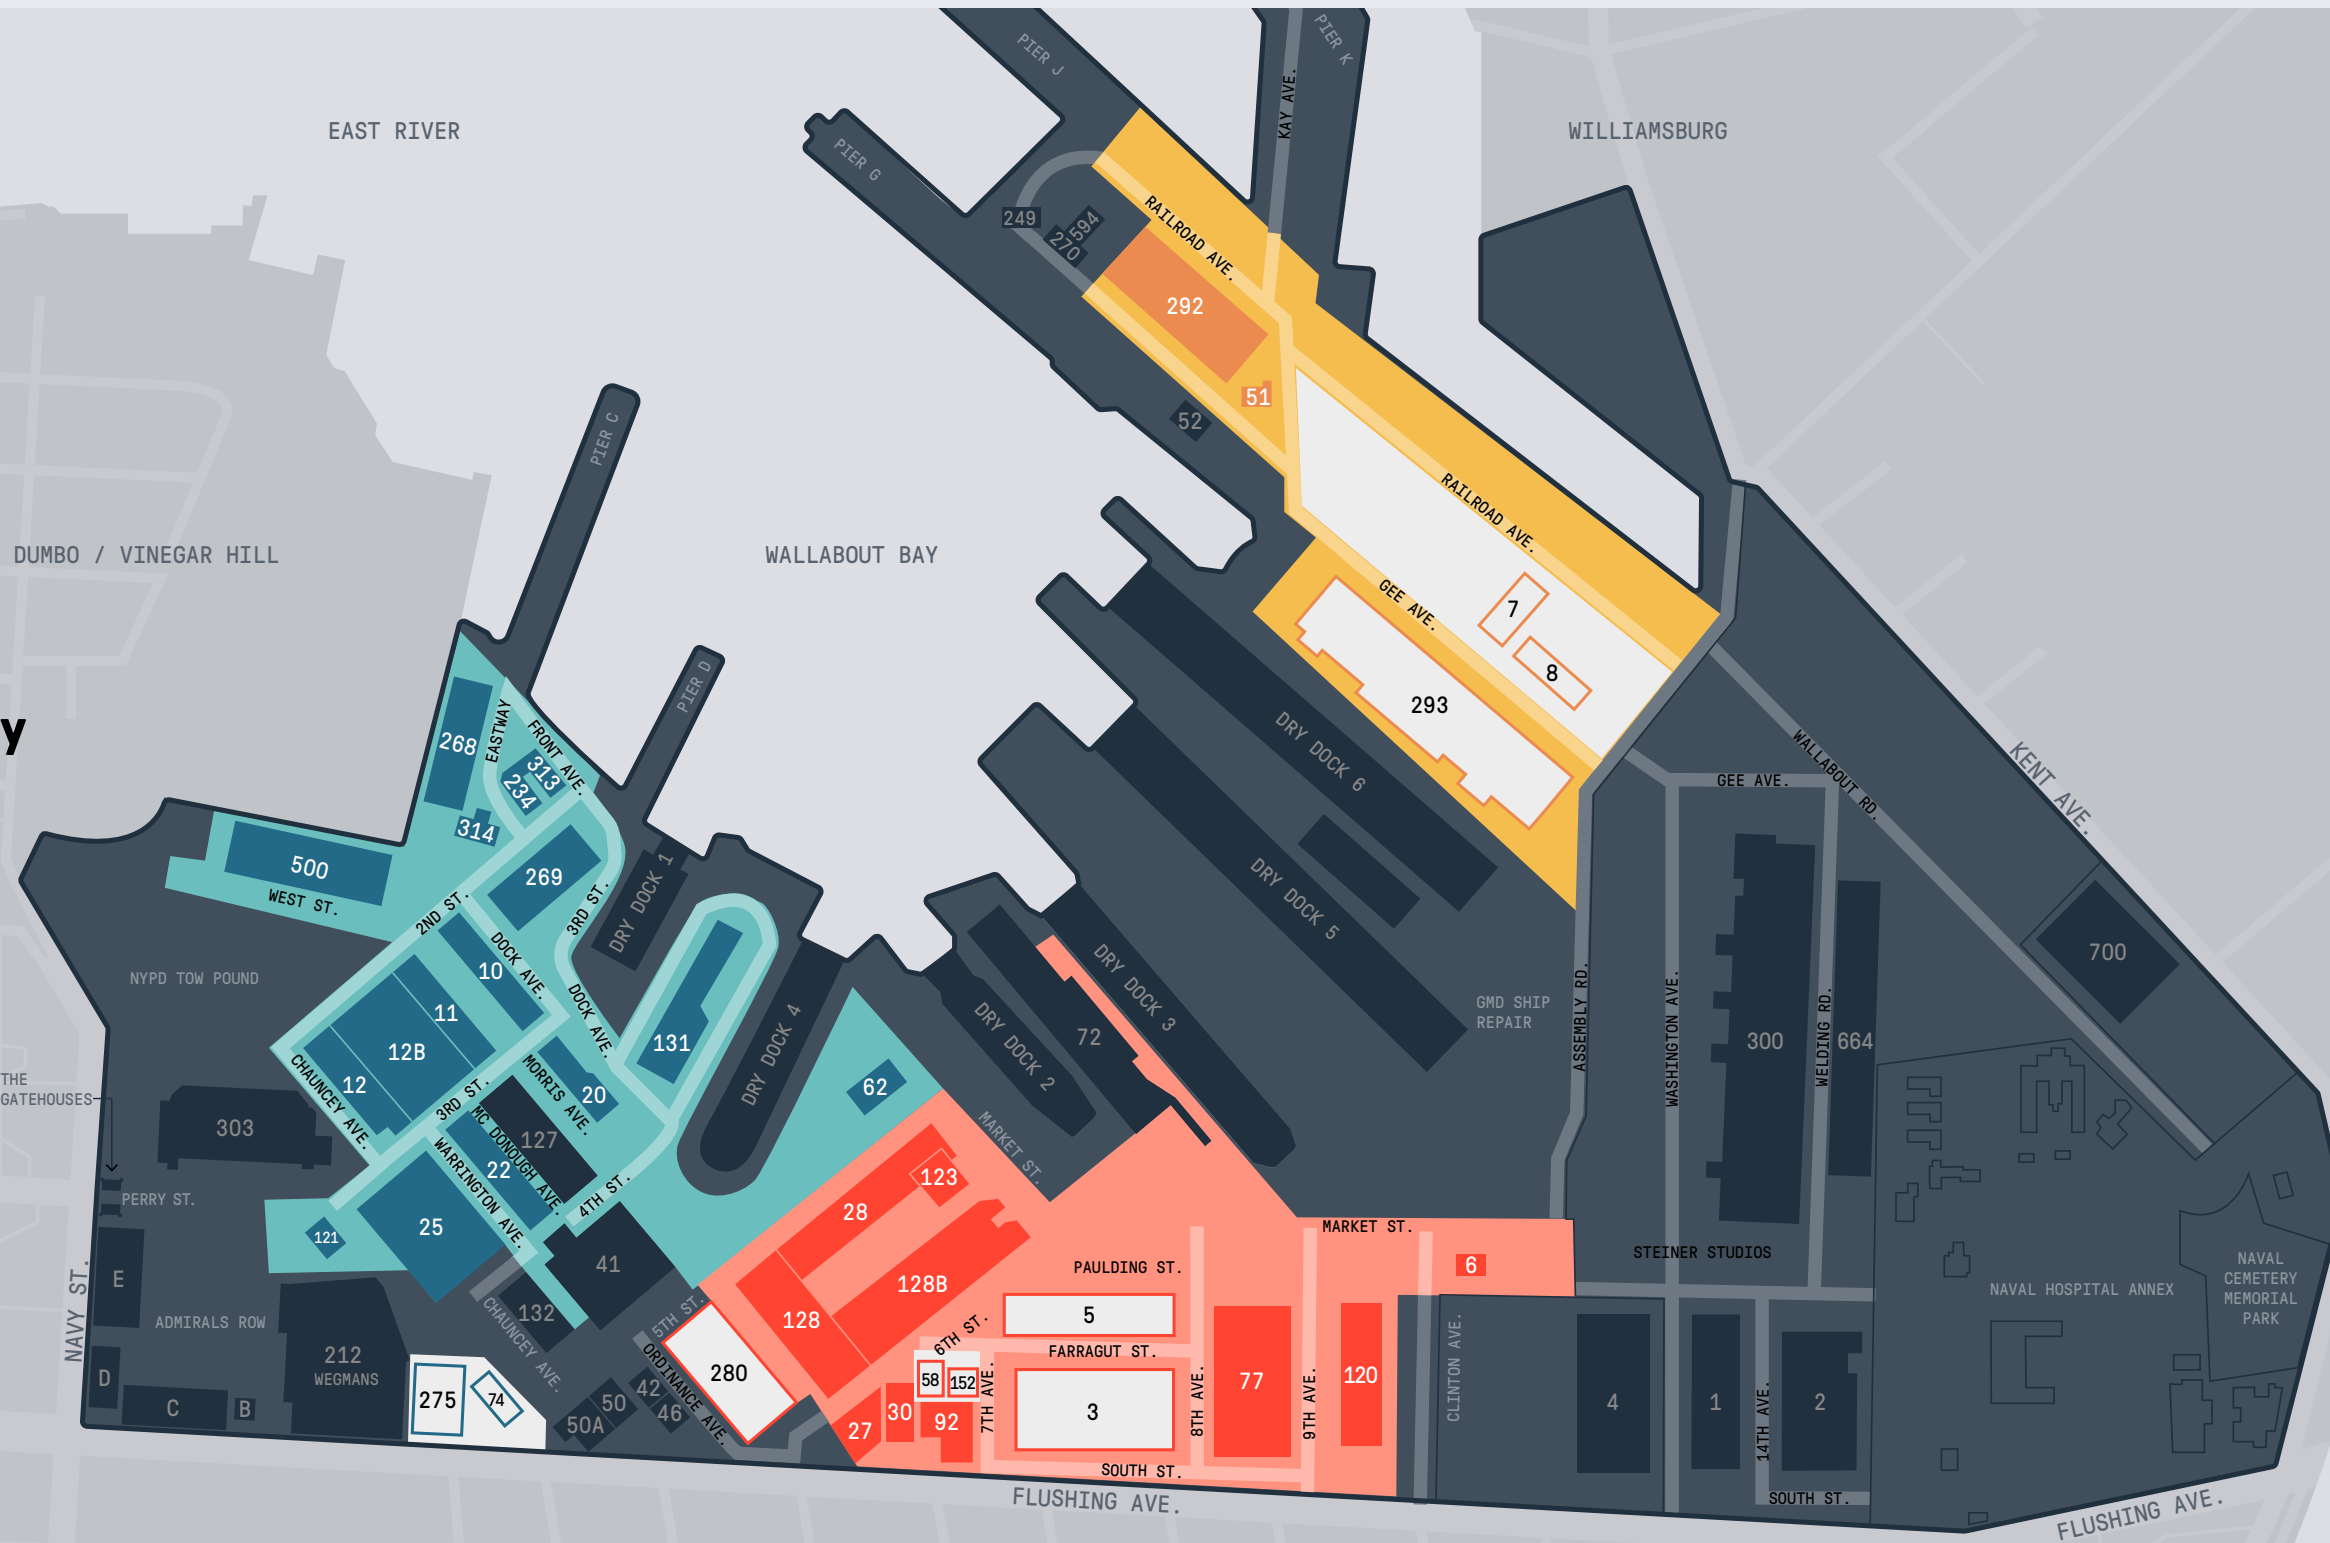 PIER J
PIER K
KAY AVE.
EAST RIVER
WILLIAMSBURG
PIER G
RAILROAD AVE.
249
594
270
292
51
52
PIER C
RAILROAD AVE.
DUMBO / VINEGAR HILL
WALLABOUT BAY
GEE AVE.
7
8
293
y
PIER D
268
EASTWAY
FRONT AVE.
313
234
314
DRY DOCK 6
WALLABOUT RD.
GEE AVE.
KENT AVE.
500
WEST ST.
269
2ND ST.
3RD ST.
DRY DOCK 1
DRY DOCK 5
NYPD TOW POUND
10
DOCK AVE.
DOCK AVE.
11
12B
12
131
DRY DOCK 4
DRY DOCK 3
DRY DOCK 2
72
GMD SHIP
REPAIR
ASSEMBLY RD.
WASHINGTON AVE.
300
WELDING RD.
664
700
THE
GATEHOUSES
CHAUNCEY AVE.
3RD ST.
MORRIS AVE.
20
62
303
MC DONOUGH AVE.
127
22
WARRINGTON AVE.
4TH ST.
MARKET ST.
PERRY ST.
121
25
28
123
128B
128
41
132
MARKET ST.
PAULDING ST.
6
STEINER STUDIOS
NAVAL HOSPITAL ANNEX
NAVAL
CEMETERY
MEMORIAL
PARK
NAVY ST.
E
D
C
B
ADMIRALS ROW
212
WEGMANS
CHAUNCEY AVE.
5TH ST.
ORDINANCE AVE.
275
74
50A
50
42
46
280
6TH ST.
5
FARRAGUT ST.
58
152
7TH AVE.
27
30
92
3
8TH AVE.
77
9TH AVE.
120
CLINTON AVE.
4
1
14TH AVE.
2
SOUTH ST.
SOUTH ST.
FLUSHING AVE.
FLUSHING AVE.